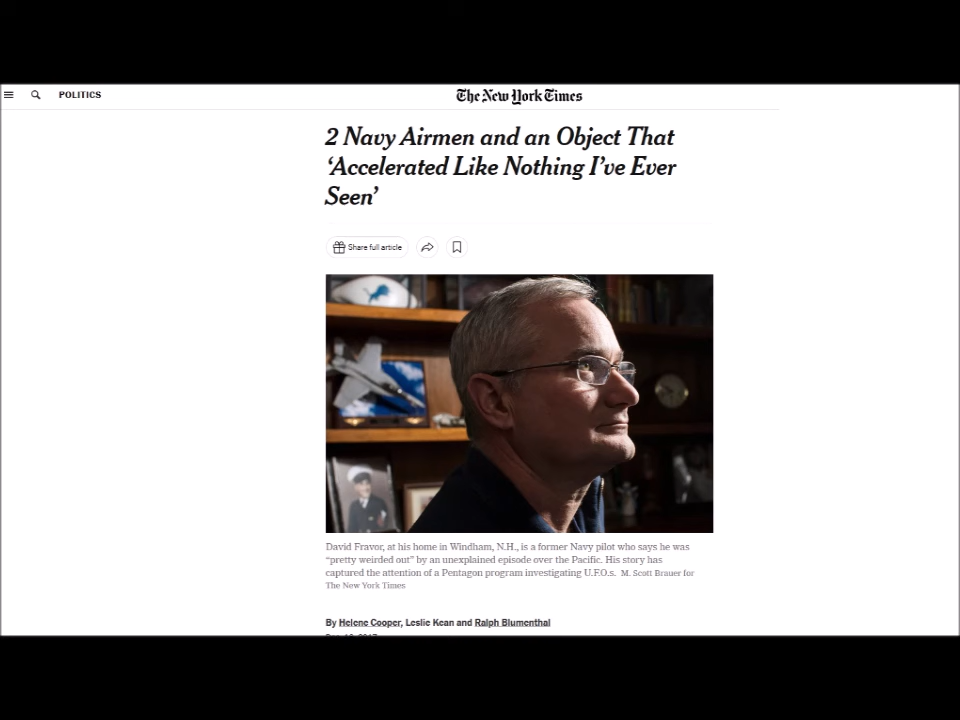 POLITICS
The New York Times
2 Navy Airmen and an Object That
‘Accelerated Like Nothing I’ve Ever
Seen’
Share full article
David Fravor, at his home in Windham, N.H., is a former Navy pilot who says he was
“pretty weirded out” by an unexplained episode over the Pacific. His story has
captured the attention of a Pentagon program investigating U.F.O.s. M. Scott Brauer for
The New York Times
By Helene Cooper, Leslie Kean and Ralph Blumenthal